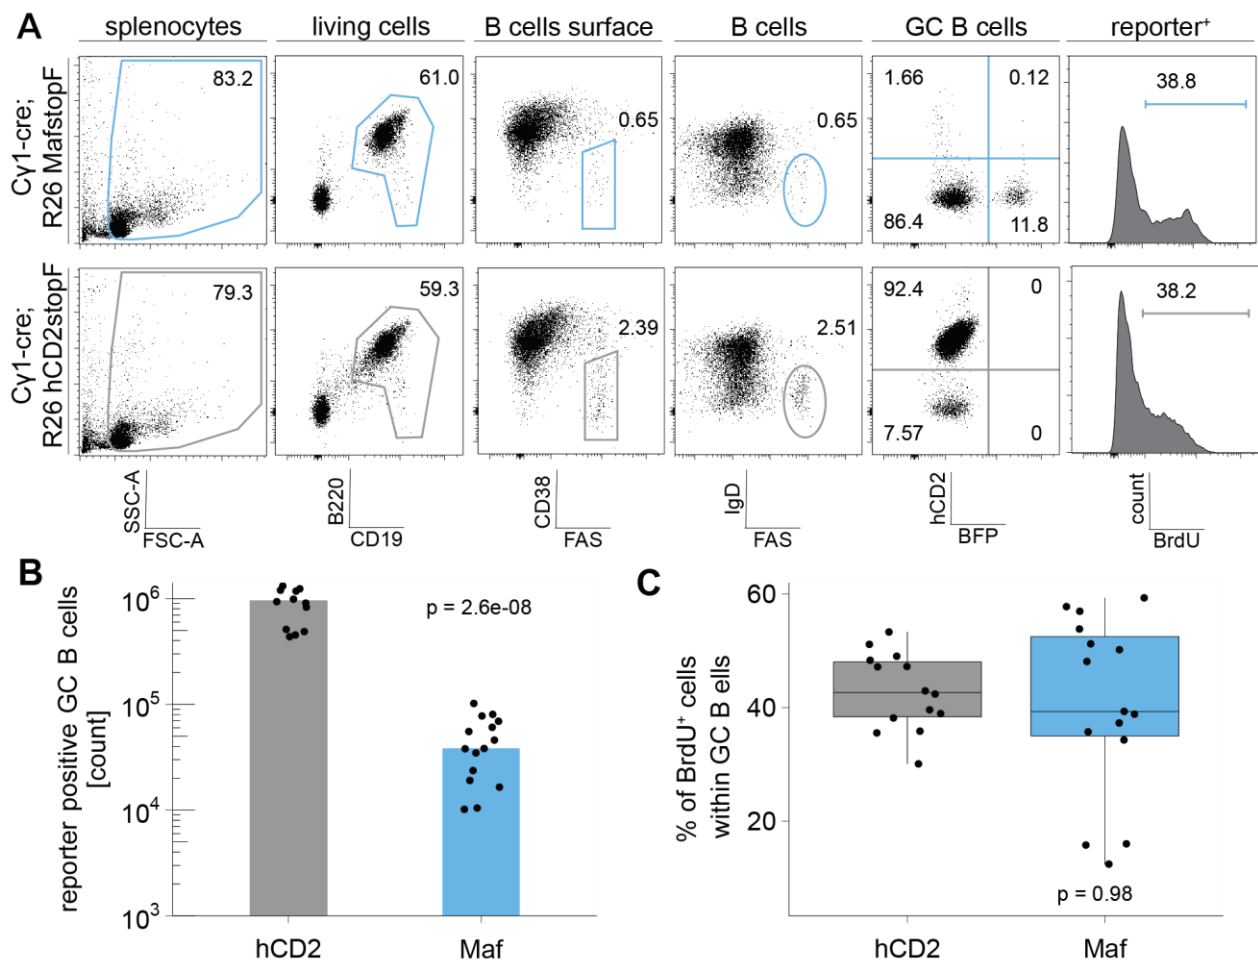 A
splenocytes
living cells
B cells surface
B cells
GC B cells
reporter+
Cγ1-cre;
R26 MafstopF
83.2
61.0
0.65
0.65
1.66
0.12
86.4
11.8
38.8
Cγ1-cre;
R26 hCD2stopF
79.3
59.3
2.39
2.51
92.4
0
7.57
0
38.2
SSC-A
FSC-A
B220
CD19
CD38
FAS
IgD
FAS
hCD2
BFP
count
BrdU
B
reporter positive GC B cells
[count]
10^6
10^5
10^4
10^3
p = 2.6e-08
hCD2
Maf
C
% of BrdU+ cells
within GC B ells
60
40
20
p = 0.98
hCD2
Maf